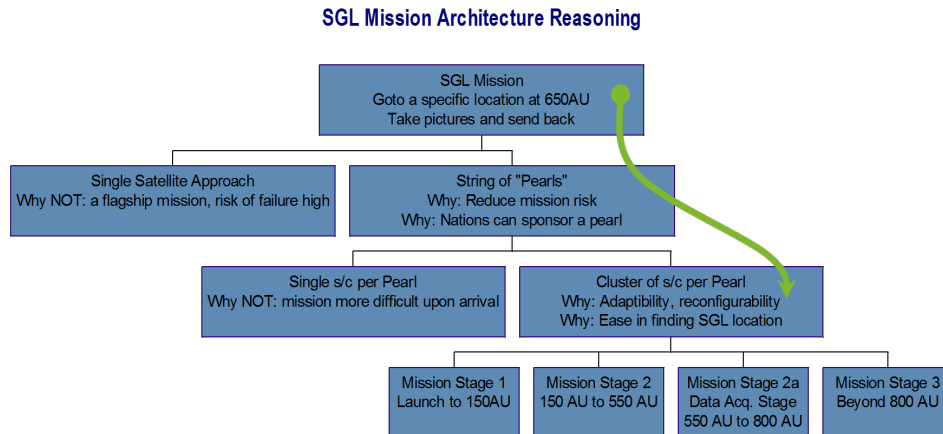 SGL Mission Architecture Reasoning
SGL Mission
Goto a specific location at 650AU
Take pictures and send back
Single Satellite Approach
Why NOT: a flagship mission, risk of failure high
String of "Pearls"
Why: Reduce mission risk
Why: Nations can sponsor a pearl
Single s/c per Pearl
Why NOT: mission more difficult upon arrival
Cluster of s/c per Pearl
Why: Adaptibility, reconfigurability
Why: Ease in finding SGL location
Mission Stage 1
Launch to 150AU
Mission Stage 2
150 AU to 550 AU
Mission Stage 2a
Data Acq. Stage
550 AU to 800 AU
Mission Stage 3
Beyond 800 AU